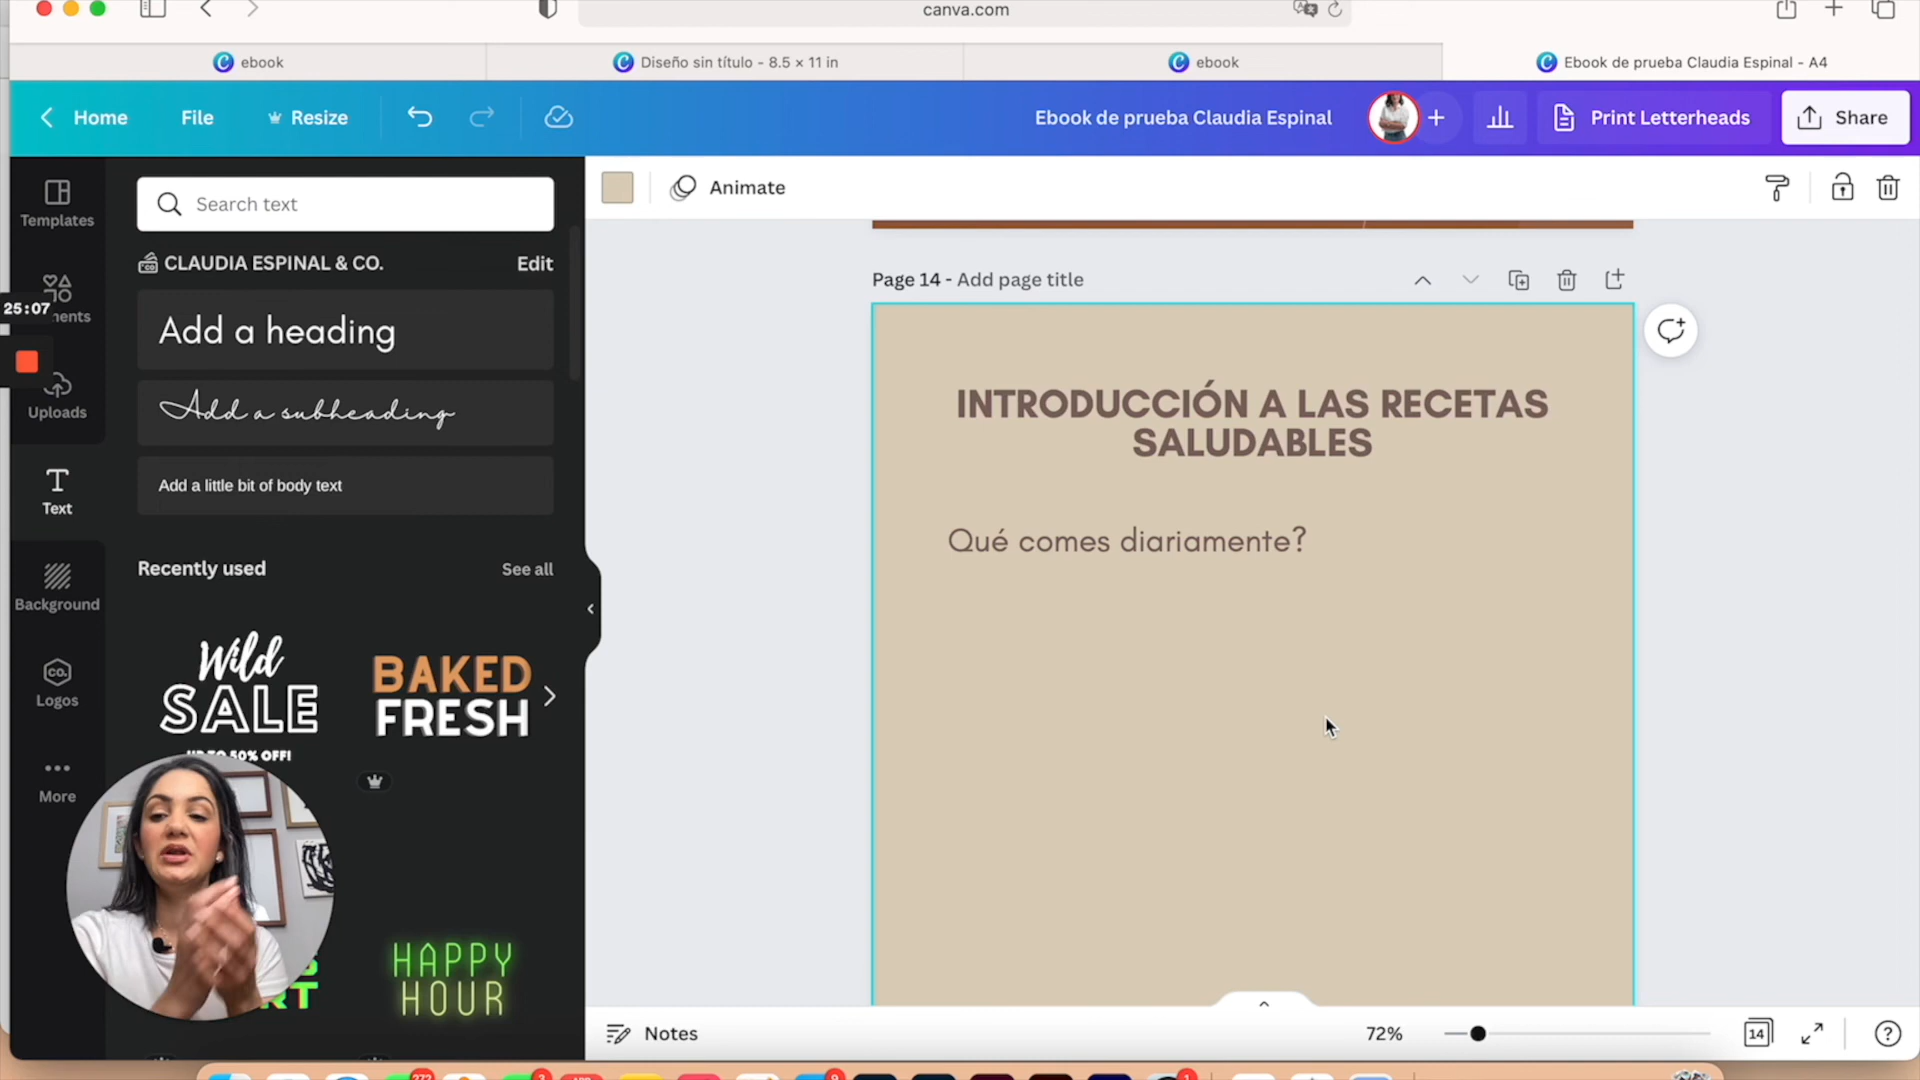 canva.com
ebook
Diseño sin título - 8.5 × 11 in
ebook
Ebook de prueba Claudia Espinal - A4
Home
File
Resize
Ebook de prueba Claudia Espinal
Print Letterheads
Share
Templates
Search text
Animate
CLAUDIA ESPINAL & CO.
Edit
25:07
Add a heading
Add a subheading
Uploads
Add a little bit of body text
Text
Recently used
See all
Background
Wild
SALE
BAKED
FRESH
Logos
More
HAPPY
HOUR
Page 14 - Add page title
INTRODUCCIÓN A LAS RECETAS
SALUDABLES
Qué comes diariamente?
Notes
72%
14
272
3
9
1